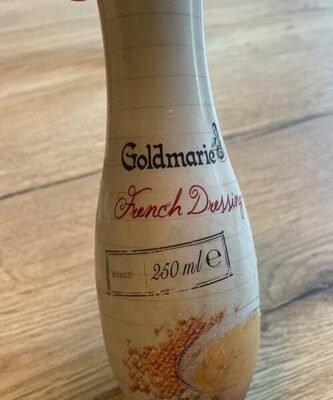 Goldmarie
French Dressing
INHALT: 250 ml e